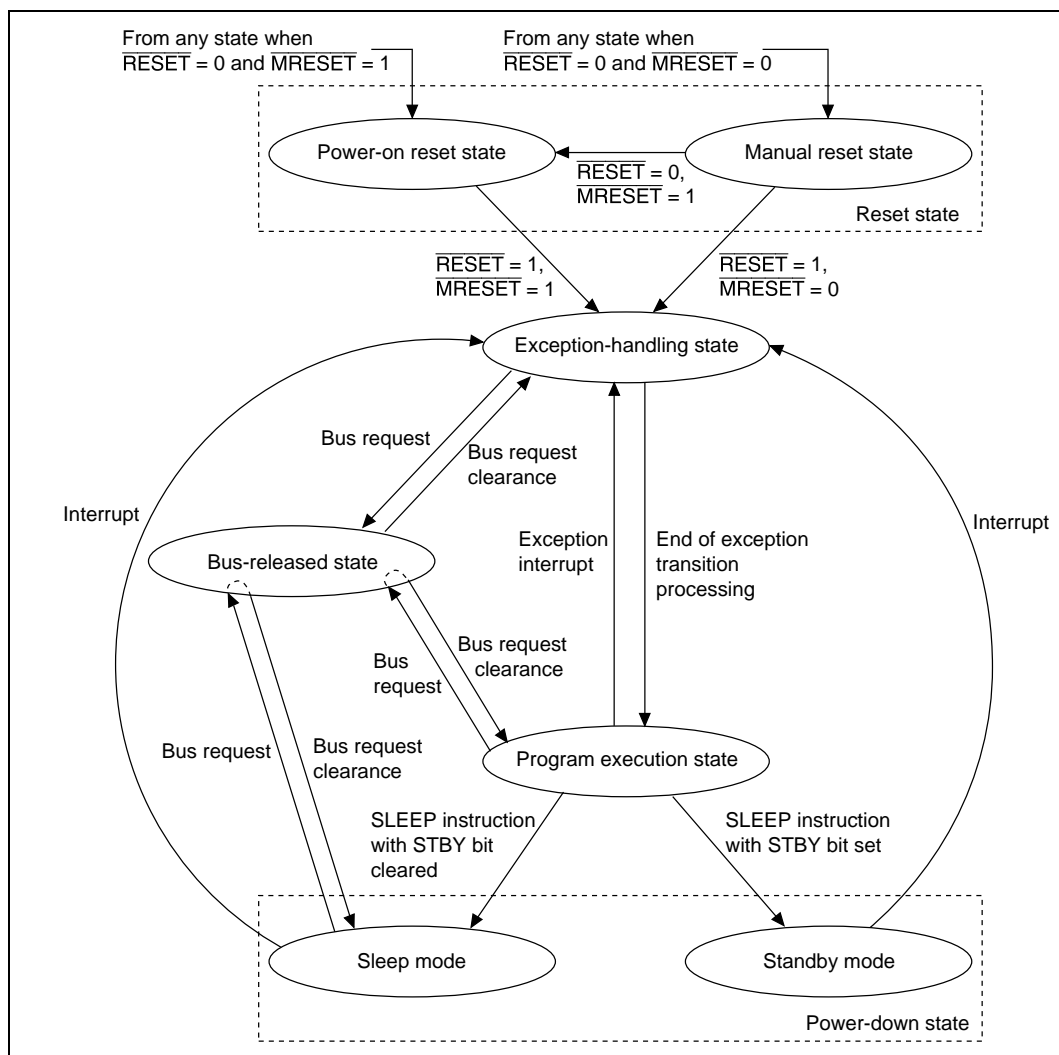 From any state when
RESET = 0 and MRESET = 1
From any state when
RESET = 0 and MRESET = 0
Power-on reset state
Manual reset state
RESET = 0,
MRESET = 1
Reset state
RESET = 1,
MRESET = 1
RESET = 1,
MRESET = 0
Exception-handling state
Bus request
Bus request
clearance
Interrupt
Interrupt
Bus-released state
Exception
interrupt
End of exception
transition
processing
Bus request
clearance
Bus
request
Bus request
Bus request
clearance
Program execution state
SLEEP instruction
with STBY bit
cleared
SLEEP instruction
with STBY bit set
Sleep mode
Standby mode
Power-down state